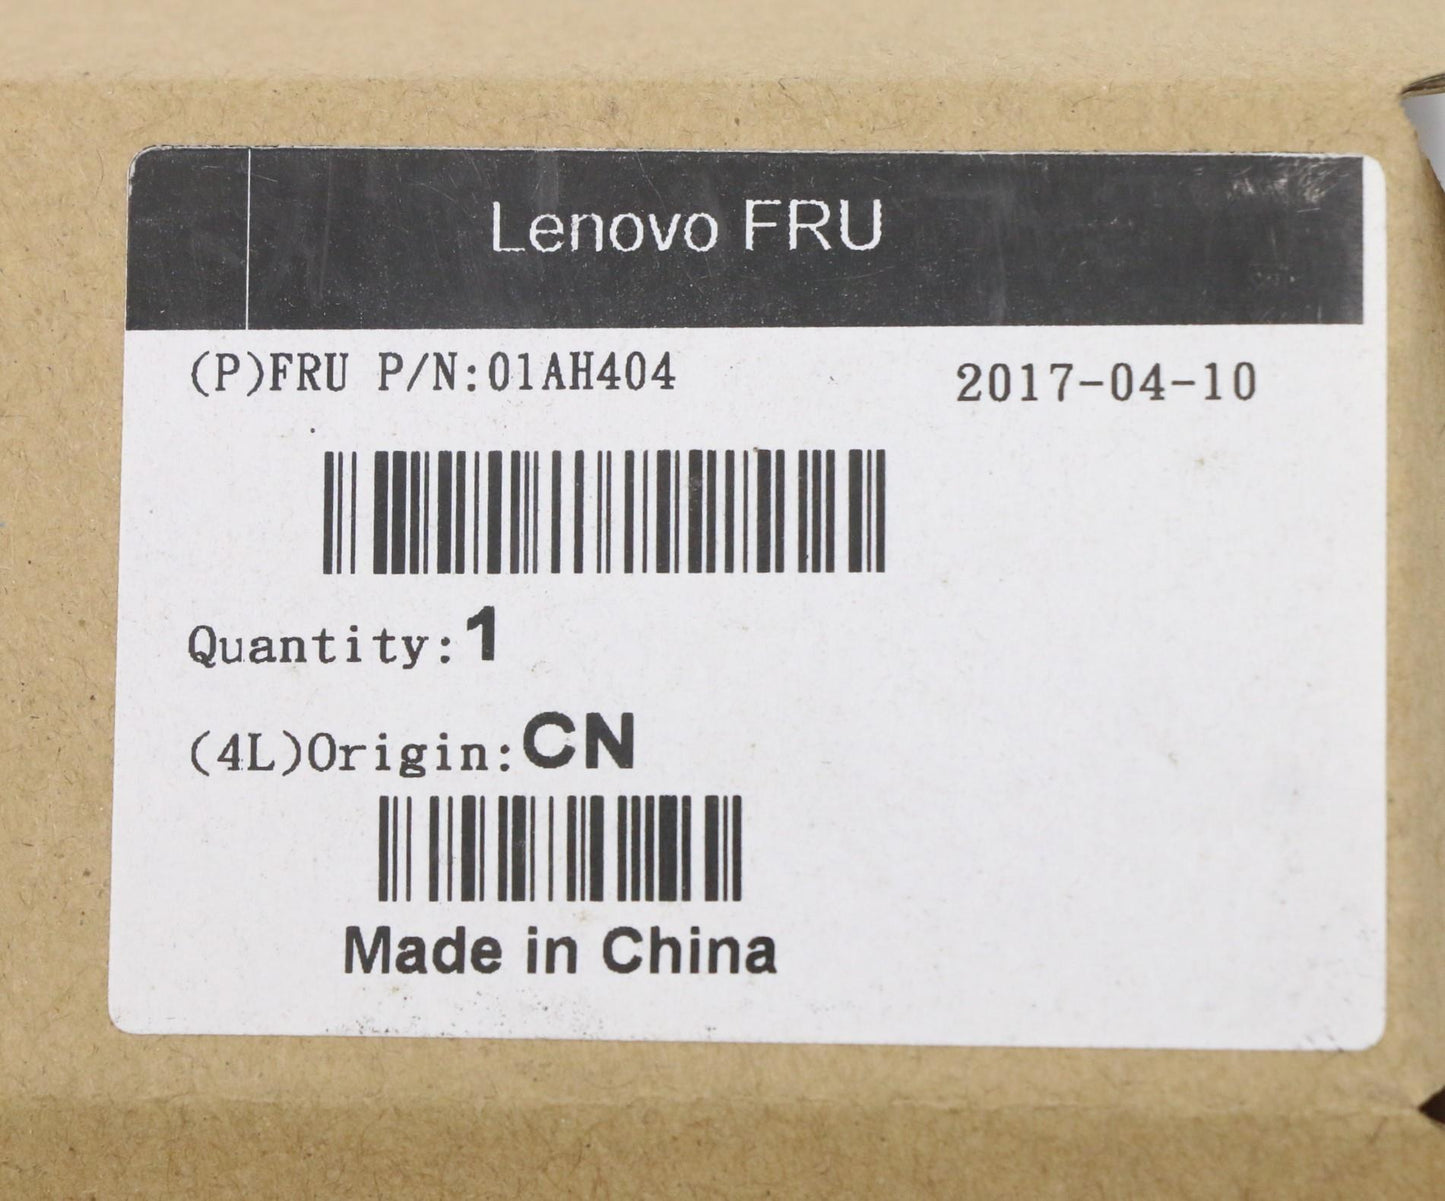 Lenovo FRU
(P)FRU P/N:01AH404 2017-04-10
Quantity:1
(4L)Origin:CN
Made in China